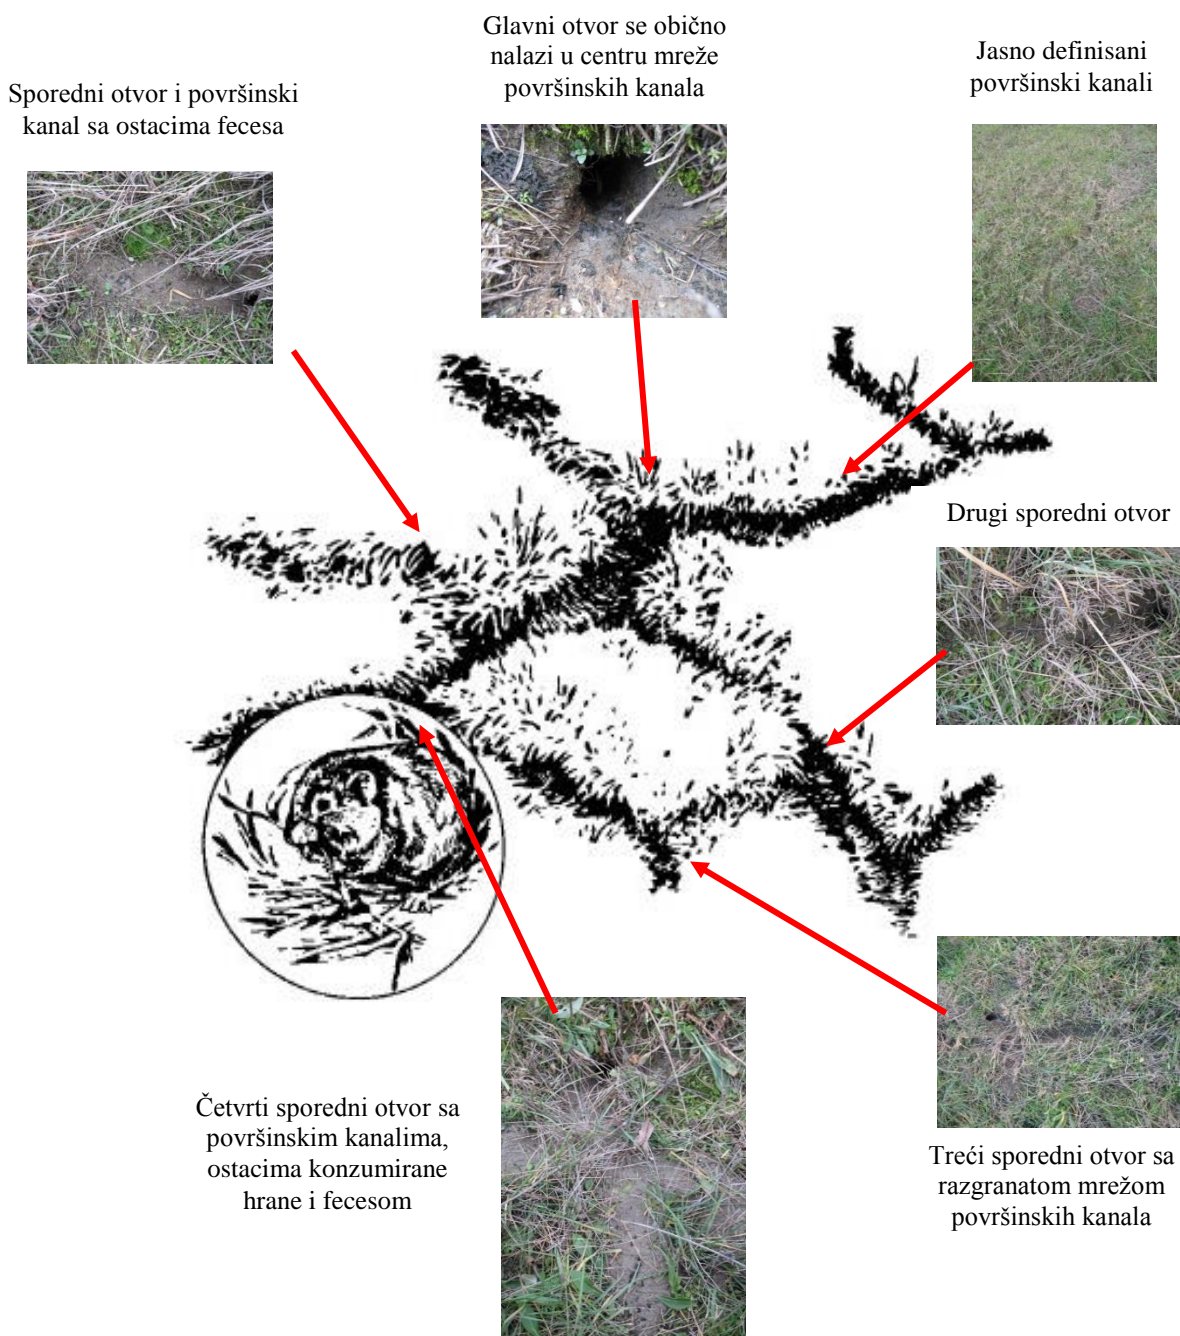 Glavni otvor se obično
nalazi u centru mreže
površinskih kanala
Jasno definisani
površinski kanali
Sporedni otvor i površinski
kanal sa ostacima fecesa
Drugi sporedni otvor
Četvrti sporedni otvor sa
površinskim kanalima,
ostacima konzumirane
hrane i fecesom
Treći sporedni otvor sa
razgranatom mrežom
površinskih kanala